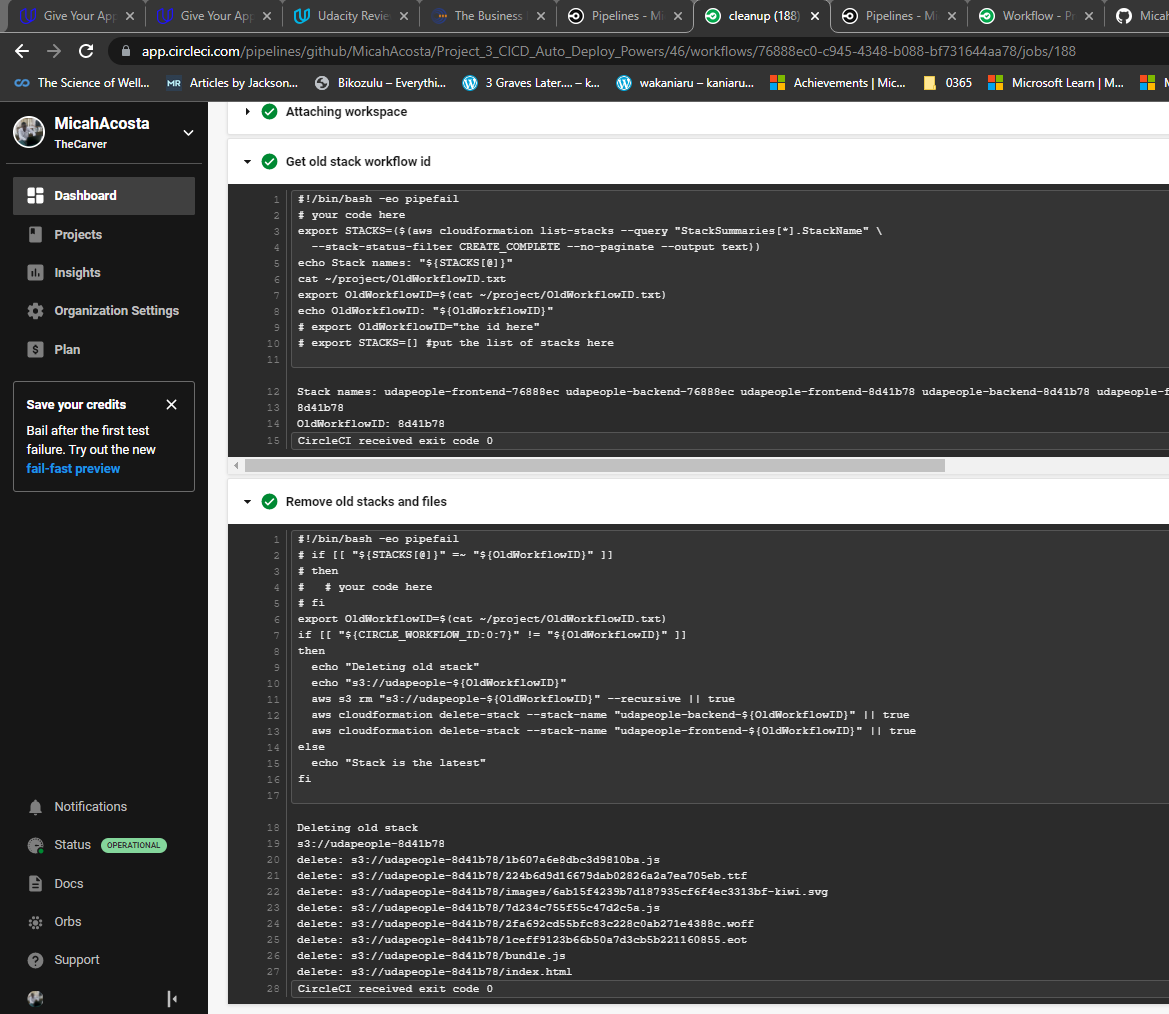 Give Your App
Give Your App
Udacity Revie
The Business
Pipelines - Mi
cleanup (188)
Pipelines - Mi
Workflow - Pr
Micah
app.circleci.com/pipelines/github/MicahAcosta/Project_3_CICD_Auto_Deploy_Powers/46/workflows/76888ec0-c945-4348-b088-bf731644aa78/jobs/188
The Science of Well...
MR Articles by Jackson...
Bikozulu – Everythi...
3 Graves Later.... – k...
wakaniaru – kaniaru...
Achievements | Mic...
0365
Microsoft Learn | M...
MicahAcosta
TheCarver
Dashboard
Projects
Insights
Organization Settings
Plan
Save your credits
Bail after the first test
failure. Try out the new
fail-fast preview
Notifications
Status OPERATIONAL
Docs
Orbs
Support
Attaching workspace
Get old stack workflow id
1 #!/bin/bash -eo pipefail
2 # your code here
3 export STACKS=($(aws cloudformation list-stacks --query "StackSummaries[*].StackName" \
4 --stack-status-filter CREATE_COMPLETE --no-paginate --output text))
5 echo Stack names: "${STACKS[@]}"
6 cat ~/project/OldWorkflowID.txt
7 export OldWorkflowID=$(cat ~/project/OldWorkflowID.txt)
8 echo OldWorkflowID: "${OldWorkflowID}"
9 # export OldWorkflowID="the id here"
10 # export STACKS=[] #put the list of stacks here
11
12 Stack names: udapeople-frontend-76888ec udapeople-backend-76888ec udapeople-frontend-8d41b78 udapeople-backend-8d41b78 udapeople-f
13 8d41b78
14 OldWorkflowID: 8d41b78
15 CircleCI received exit code 0
Remove old stacks and files
1 #!/bin/bash -eo pipefail
2 # if [[ "${STACKS[@]}" =~ "${OldWorkflowID}" ]]
3 # then
4 # # your code here
5 # fi
6 export OldWorkflowID=$(cat ~/project/OldWorkflowID.txt)
7 if [[ "${CIRCLE_WORKFLOW_ID:0:7}" != "${OldWorkflowID}" ]]
8 then
9 echo "Deleting old stack"
10 echo "s3://udapeople-${OldWorkflowID}"
11 aws s3 rm "s3://udapeople-${OldWorkflowID}" --recursive || true
12 aws cloudformation delete-stack --stack-name "udapeople-backend-${OldWorkflowID}" || true
13 aws cloudformation delete-stack --stack-name "udapeople-frontend-${OldWorkflowID}" || true
14 else
15 echo "Stack is the latest"
16 fi
17
18 Deleting old stack
19 s3://udapeople-8d41b78
20 delete: s3://udapeople-8d41b78/1b607a6e8dbc3d9810ba.js
21 delete: s3://udapeople-8d41b78/224b6d9d16679dab02826a2a7ea705eb.ttf
22 delete: s3://udapeople-8d41b78/images/6ab15f4239b7d187935cf6f4ec3313bf-kiwi.svg
23 delete: s3://udapeople-8d41b78/7d234c755f55c47d2c5a.js
24 delete: s3://udapeople-8d41b78/2fa692cd55bfc83c228c0ab271e4388c.woff
25 delete: s3://udapeople-8d41b78/1ceff9123b66b50a7d3cb5b221160855.eot
26 delete: s3://udapeople-8d41b78/bundle.js
27 delete: s3://udapeople-8d41b78/index.html
28 CircleCI received exit code 0